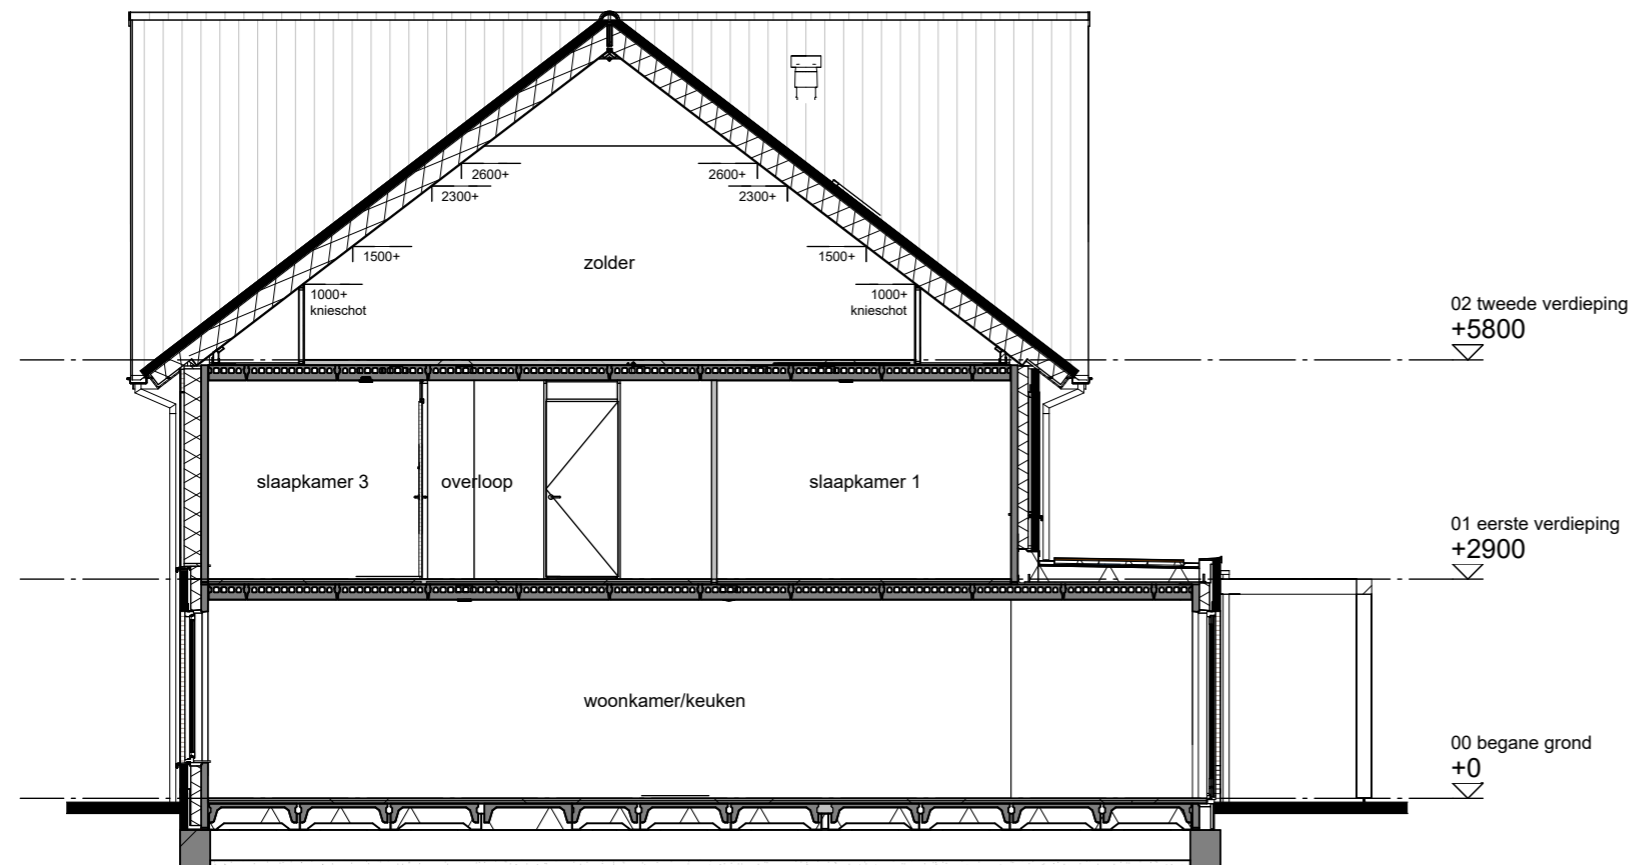 2600+
2600+
2300+
2300+
1500+
1500+
zolder
1000+
knieschot
1000+
knieschot
02 tweede verdieping
+5800
slaapkamer 3
overloop
slaapkamer 1
01 eerste verdieping
+2900
woonkamer/keuken
00 begane grond
+0